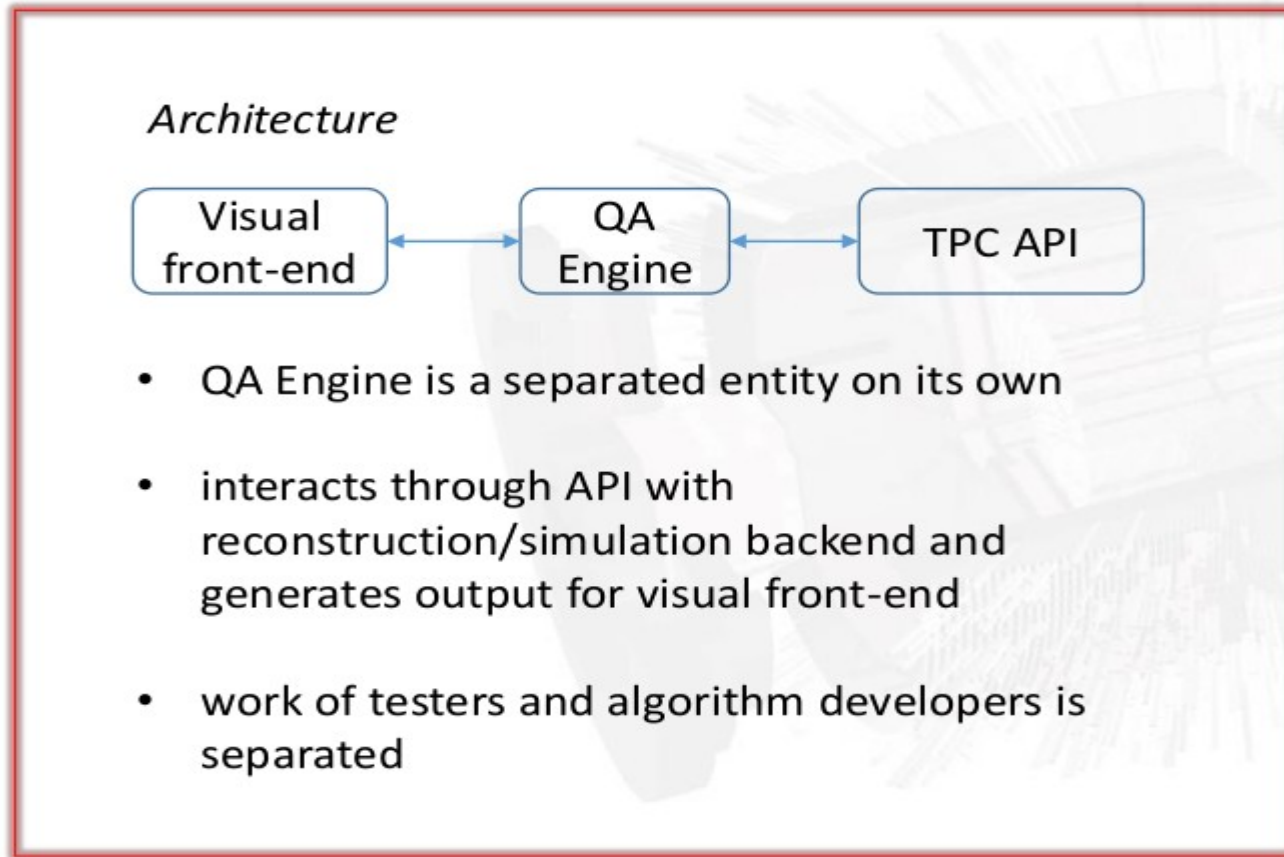 Architecture
Visual
front-end
QA
Engine
TPC API
• QA Engine is a separated entity on its own
• interacts through API with
reconstruction/simulation backend and
generates output for visual front-end
• work of testers and algorithm developers is
separated